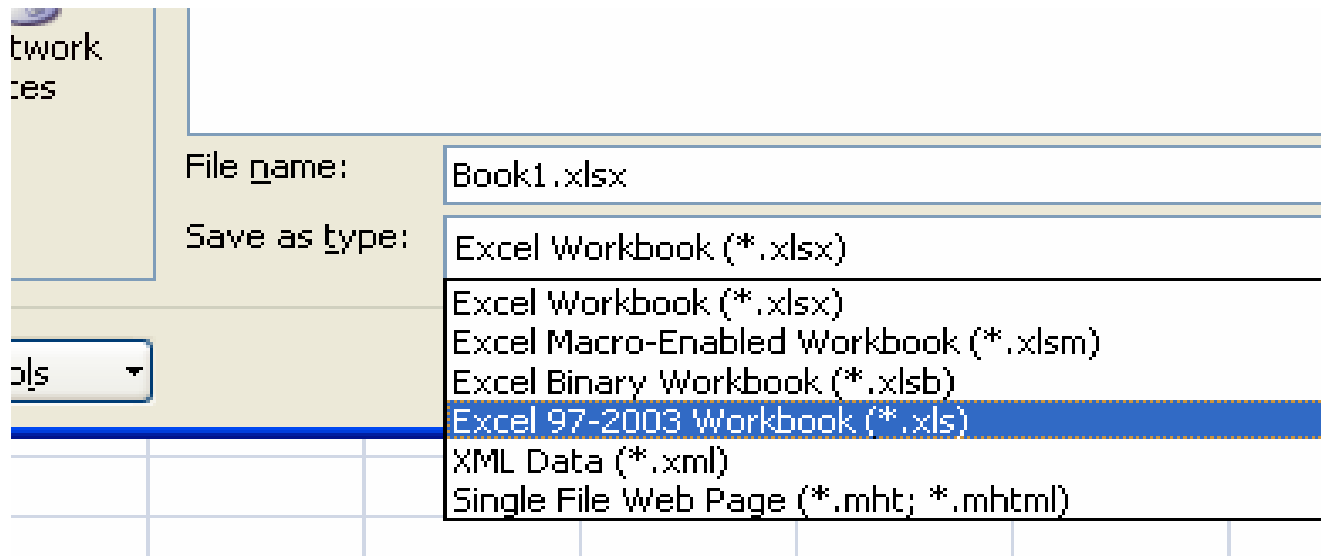 twork
ces
File name:
Book1.xlsx
Save as type:
Excel Workbook (*.xlsx)
Excel Workbook (*.xlsx)
Excel Macro-Enabled Workbook (*.xlsm)
Excel Binary Workbook (*.xlsb)
ols
Excel 97-2003 Workbook (*.xls)
XML Data (*.xml)
Single File Web Page (*.mht; *.mhtml)